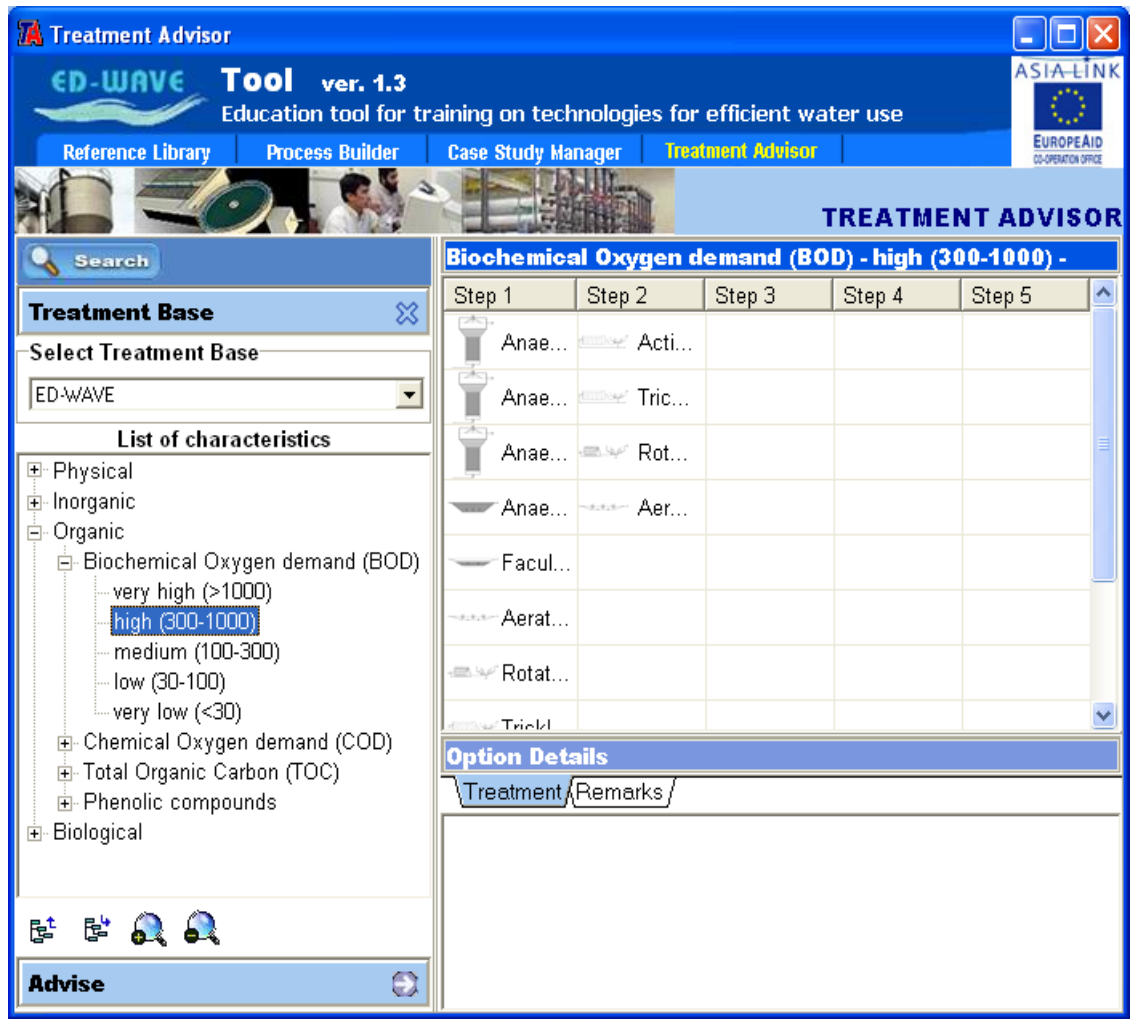 Treatment Advisor
ED-WAVE Tool ver. 1.3
Education tool for training on technologies for efficient water use
ASIA-LINK
EUROPEAID
CO-OPERATION OFFICE
Reference Library Process Builder Case Study Manager Treatment Advisor
TREATMENT ADVISOR
Search
Treatment Base
Select Treatment Base
ED-WAVE
List of characteristics
Physical
Inorganic
Organic
Biochemical Oxygen demand (BOD)
very high (>1000)
high (300-1000)
medium (100-300)
low (30-100)
very low (<30)
Chemical Oxygen demand (COD)
Total Organic Carbon (TOC)
Phenolic compounds
Biological
Advise
Biochemical Oxygen demand (BOD) - high (300-1000) -
Step 1 Step 2 Step 3 Step 4 Step 5
Anae... Acti...
Anae... Tric...
Anae... Rot...
Anae... Aer...
Facul...
Aerat...
Rotat...
Trickl
Option Details
Treatment Remarks